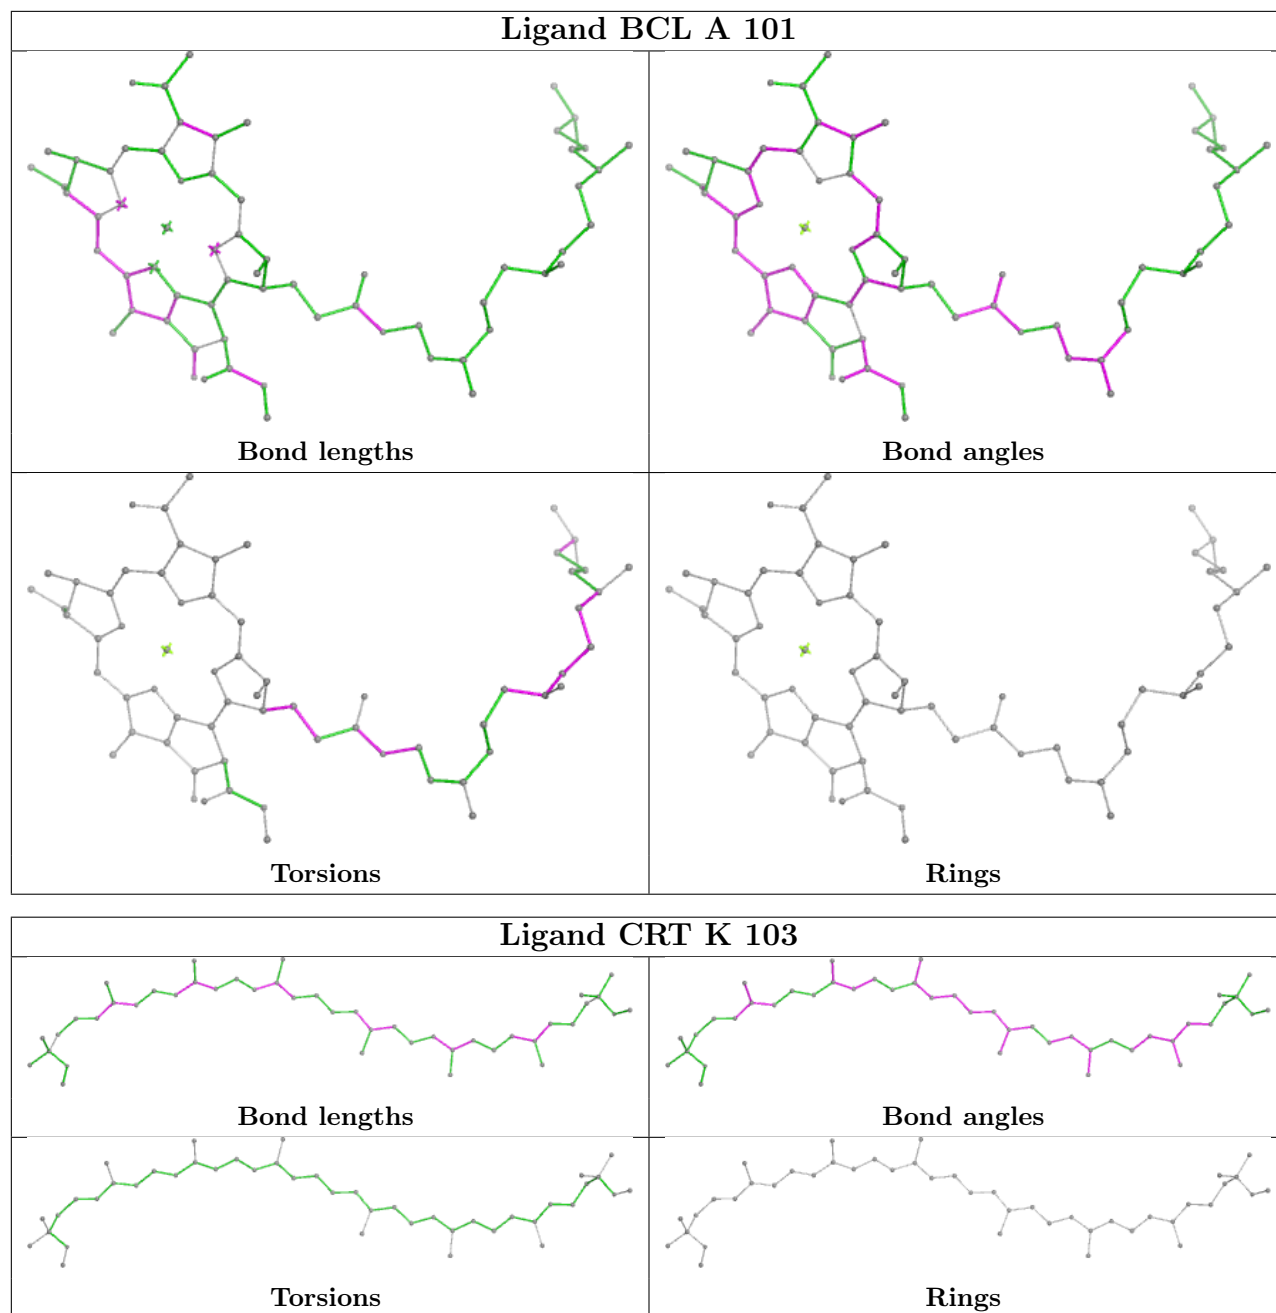 Ligand BCL A 101
Bond lengths
Bond angles
Torsions
Rings
Ligand CRT K 103
Bond lengths
Bond angles
Torsions
Rings